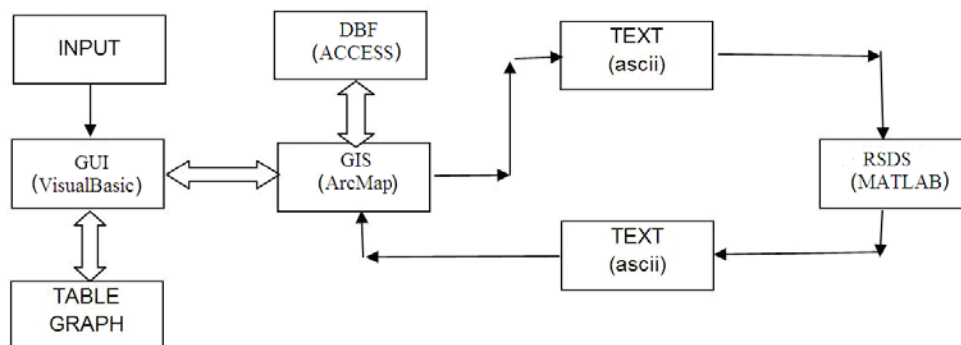 INPUT
DBF
(ACCESS)
TEXT
(ascii)
GUI
(VisualBasic)
GIS
(ArcMap)
RSDS
(MATLAB)
TEXT
(ascii)
TABLE
GRAPH